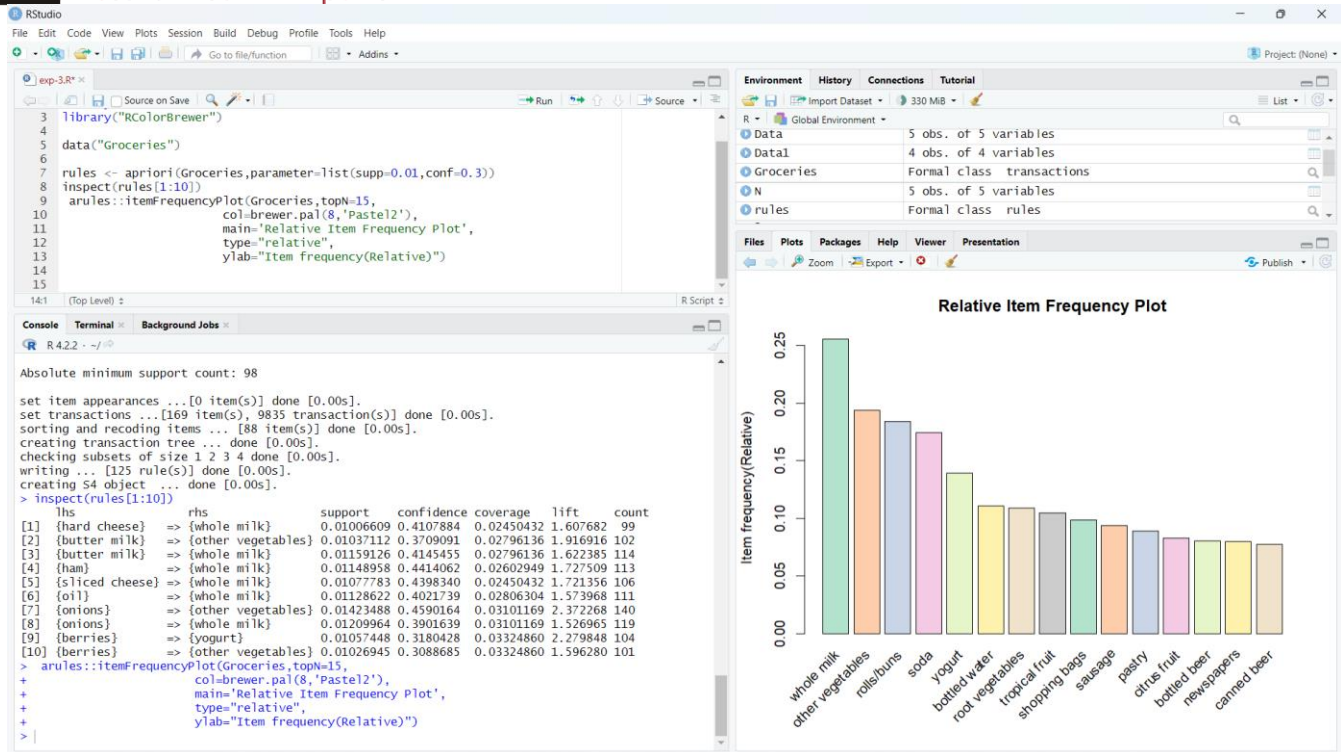 RStudio
File Edit Code View Plots Session Build Debug Profile Tools Help
Go to file/function
Addins
Project: (None)
exp-3.R*
Source on Save
Run
Source
3 library("RColorBrewer")
4
5 data("Groceries")
6
7 rules <- apriori(Groceries,parameter=list(supp=0.01,conf=0.3))
8 inspect(rules[1:10])
9 arules::itemFrequencyPlot(Groceries,topN=15,
10 col=brewer.pal(8,'Pastel2'),
11 main='Relative Item Frequency Plot',
12 type="relative",
13 ylab="Item frequency(Relative)")
14
15
14:1 (Top Level)
R Script
Console Terminal Background Jobs
R 4.2.2 · ~/
Absolute minimum support count: 98
set item appearances ...[0 item(s)] done [0.00s].
set transactions ...[169 item(s), 9835 transaction(s)] done [0.00s].
sorting and recoding items ... [88 item(s)] done [0.00s].
creating transaction tree ... done [0.00s].
checking subsets of size 1 2 3 4 done [0.00s].
writing ... [125 rule(s)] done [0.00s].
creating S4 object ... done [0.00s].
> inspect(rules[1:10])
lhs rhs support confidence coverage lift count
[1] {hard cheese} => {whole milk} 0.01006609 0.4107884 0.02450432 1.607682 99
[2] {butter milk} => {other vegetables} 0.01037112 0.3709091 0.02796136 1.916916 102
[3] {butter milk} => {whole milk} 0.01159126 0.4145455 0.02796136 1.622385 114
[4] {ham} => {whole milk} 0.01148958 0.4414062 0.02602949 1.727509 113
[5] {sliced cheese} => {whole milk} 0.01077783 0.4398340 0.02450432 1.721356 106
[6] {oil} => {whole milk} 0.01128622 0.4021739 0.02806304 1.573968 111
[7] {onions} => {other vegetables} 0.01423488 0.4590164 0.03101169 2.372268 140
[8] {onions} => {whole milk} 0.01209964 0.3901639 0.03101169 1.526965 119
[9] {berries} => {yogurt} 0.01057448 0.3180428 0.03324860 2.279848 104
[10] {berries} => {other vegetables} 0.01026945 0.3088685 0.03324860 1.596280 101
> arules::itemFrequencyPlot(Groceries,topN=15,
+ col=brewer.pal(8,'Pastel2'),
+ main='Relative Item Frequency Plot',
+ type="relative",
+ ylab="Item frequency(Relative)")
>
Environment History Connections Tutorial
Import Dataset 330 MiB List
R Global Environment
Data 5 obs. of 5 variables
Data1 4 obs. of 4 variables
Groceries Formal class transactions
N 5 obs. of 5 variables
rules Formal class rules
Files Plots Packages Help Viewer Presentation
Zoom Export Publish
Relative Item Frequency Plot
Item frequency(Relative)
0.25
0.20
0.15
0.10
0.05
0.00
whole milk
other vegetables
rolls/buns
soda
yogurt
bottled water
root vegetables
tropical fruit
shopping bags
sausage
pastry
citrus fruit
bottled beer
newspapers
canned beer